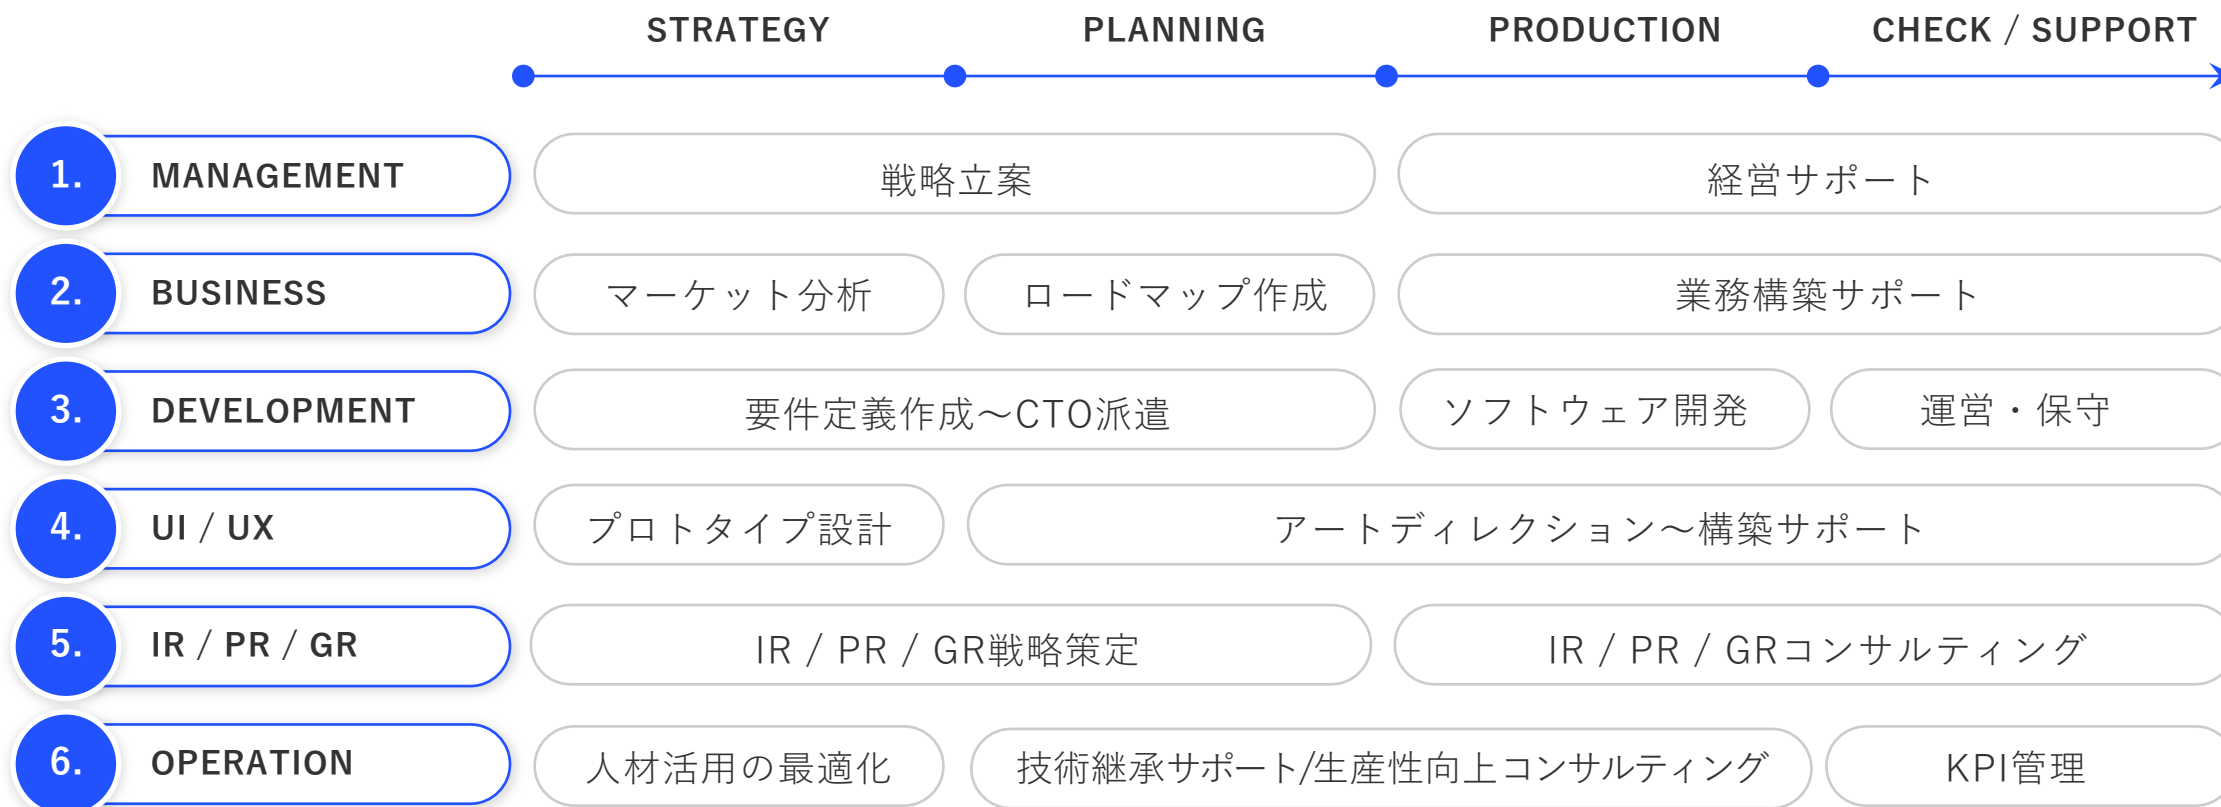 STRATEGY PLANNING PRODUCTION CHECK / SUPPORT
1. MANAGEMENT 戦略立案 経営サポート
2. BUSINESS マーケット分析 ロードマップ作成 業務構築サポート
3. DEVELOPMENT 要件定義作成〜CTO派遣 ソフトウェア開発 運営・保守
4. UI / UX プロトタイプ設計 アートディレクション〜構築サポート
5. IR / PR / GR IR / PR / GR戦略策定 IR / PR / GRコンサルティング
6. OPERATION 人材活用の最適化 技術継承サポート/生産性向上コンサルティング KPI管理